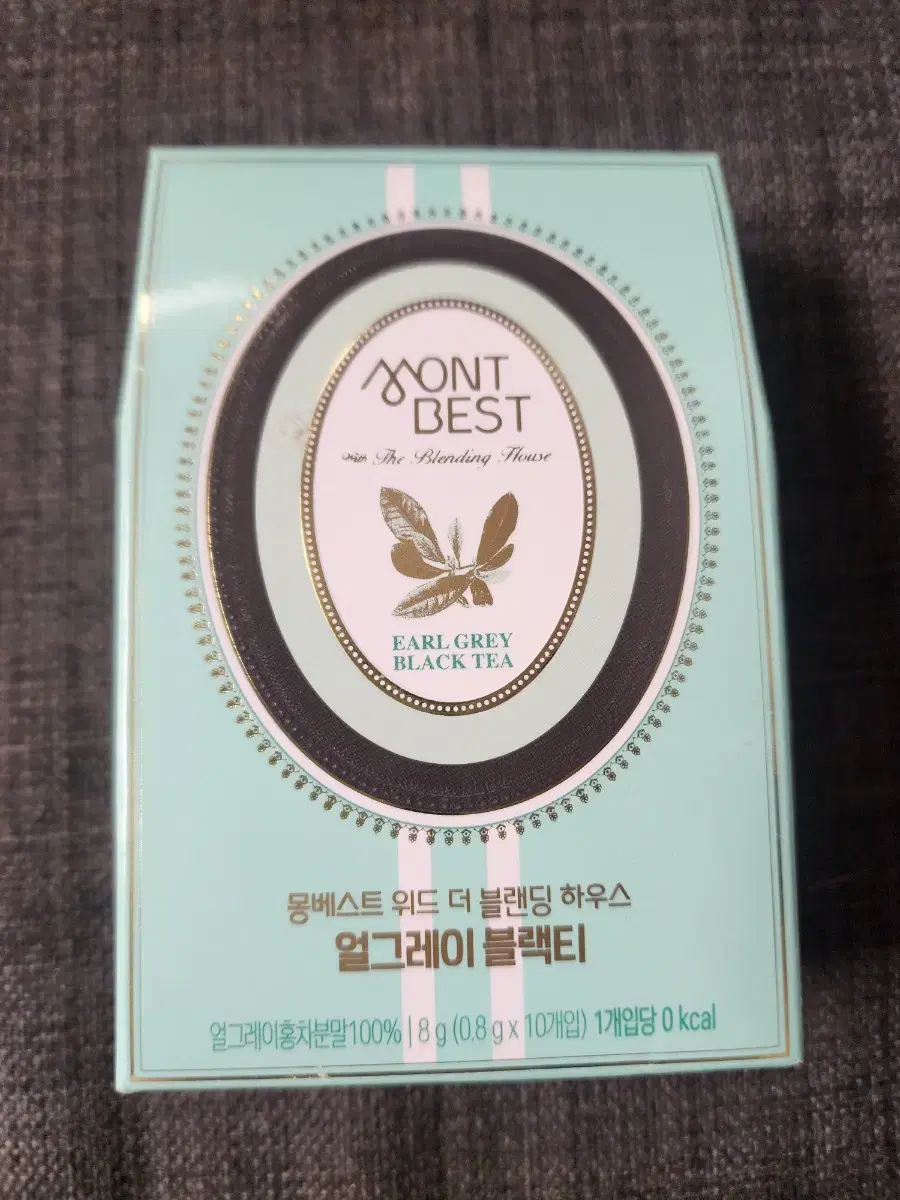 MONT
BEST
with The Blending House
EARL GREY
BLACK TEA
몽베스트 위드 더 블랜딩 하우스
얼그레이 블랙티
얼그레이홍차분말100% | 8 g (0.8 g x 10개입) 1개입당 0 kcal